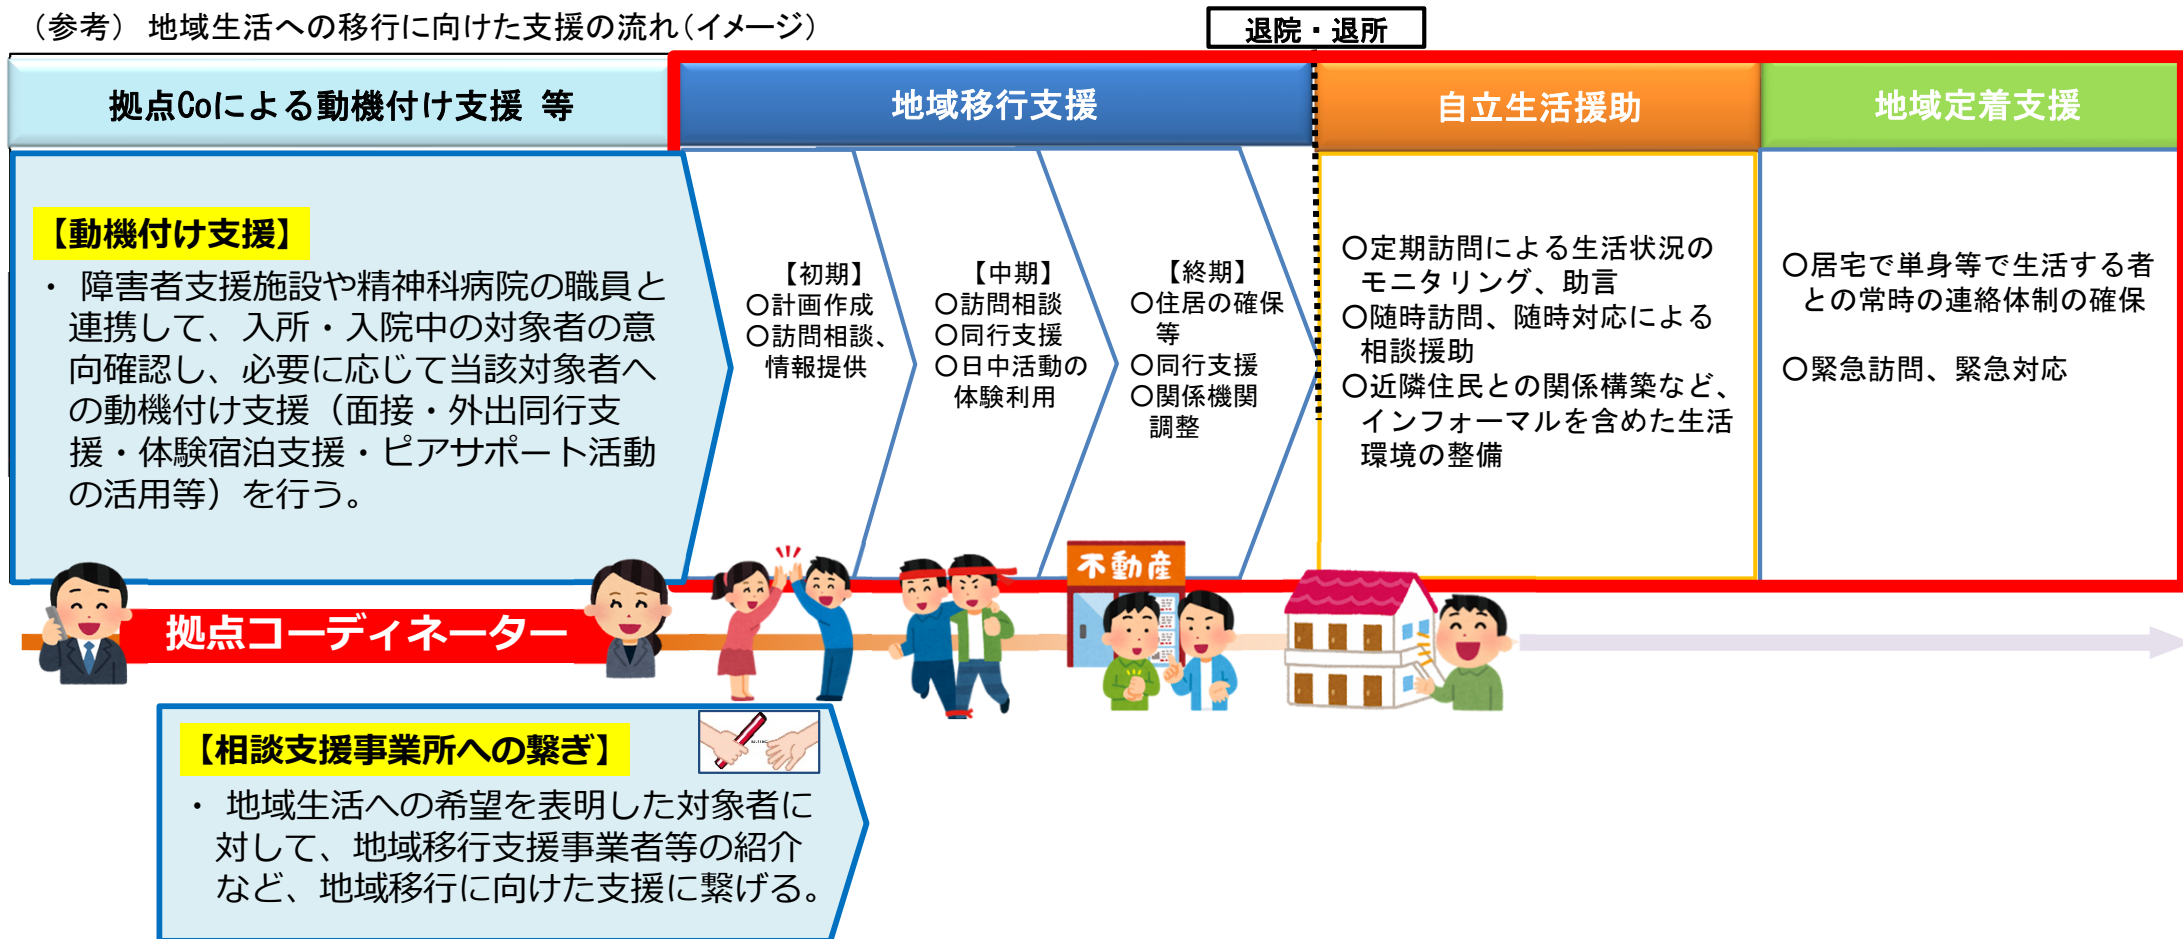 （参考） 地域生活への移行に向けた支援の流れ（イメージ）
退院・退所
拠点Coによる動機付け支援 等
地域移行支援
自立生活援助
地域定着支援
【動機付け支援】
・ 障害者支援施設や精神科病院の職員と
連携して、入所・入院中の対象者の意
向確認し、必要に応じて当該対象者へ
の動機付け支援（面接・外出同行支
援・体験宿泊支援・ピアサポート活動
の活用等）を行う。
【初期】
〇計画作成
〇訪問相談、
情報提供
【中期】
〇訪問相談
〇同行支援
〇日中活動の
体験利用
【終期】
〇住居の確保
等
〇同行支援
〇関係機関
調整
〇定期訪問による生活状況の
モニタリング、助言
〇随時訪問、随時対応による
相談援助
〇近隣住民との関係構築など、
インフォーマルを含めた生活
環境の整備
〇居宅で単身等で生活する者
との常時の連絡体制の確保
〇緊急訪問、緊急対応
不動産
拠点コーディネーター
【相談支援事業所への繋ぎ】
・ 地域生活への希望を表明した対象者に
対して、地域移行支援事業者等の紹介
など、地域移行に向けた支援に繋げる。